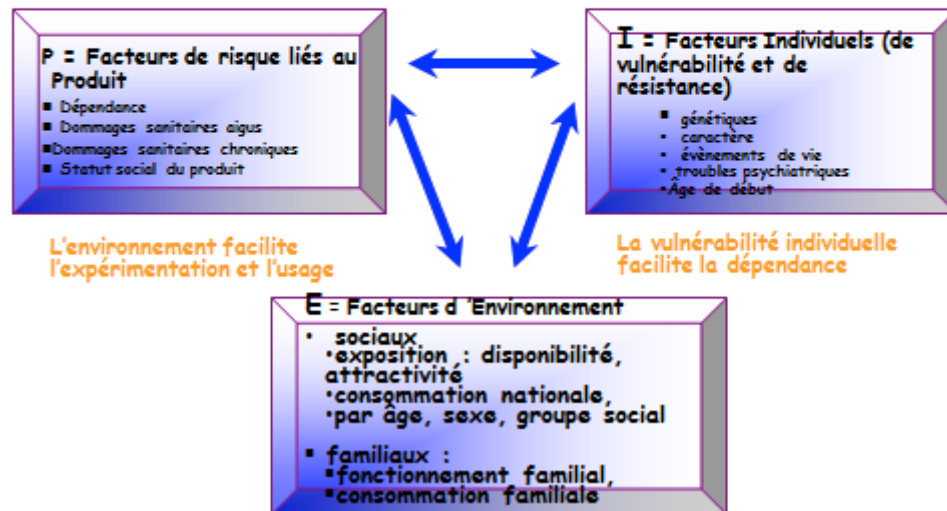 P = Facteurs de risque liés au
Produit
▪ Dépendance
▪ Dommages sanitaires aigus
▪Dommages sanitaires chroniques
▪ Statut social du produit
I = Facteurs Individuels (de
vulnérabilité et de
résistance)
▪ génétiques
▪ caractère
▪ évènements de vie
▪ troubles psychiatriques
•Âge de début
L'environnement facilite
l'expérimentation et l'usage
La vulnérabilité individuelle
facilite la dépendance
E = Facteurs d 'Environnement
• sociaux
•exposition : disponibilité,
attractivité
•consommation nationale,
•par âge, sexe, groupe social
▪ familiaux :
▪fonctionnement familial,
▪consommation familiale